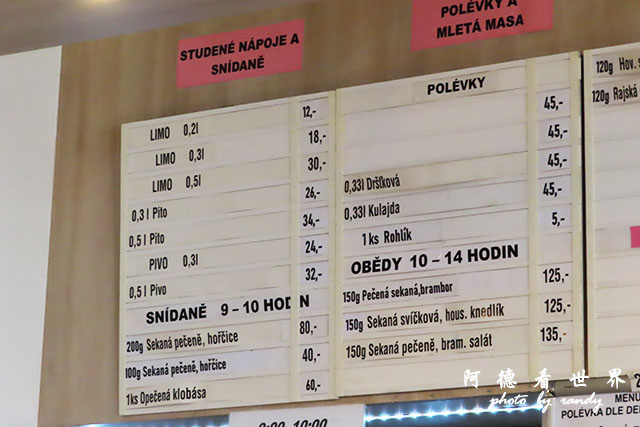 STUDENÉ NÁPOJE A
SNÍDANĚ
LIMO 0,2l 12,-
LIMO 0,3l 18,-
LIMO 0,5l 30,-
0,3 l Pito 26,-
0,5 l Pito 34,-
PIVO 0,3l 24,-
0,5 l Pivo 32,-
SNÍDANĚ 9 – 10 HODIN
200g Sekaná pečeně, hořčice 80,-
100g Sekaná pečeně, hořčice 40,-
1ks Opečená klobása 60,-
POLÉVKY A
MLETÁ MASA
POLÉVKY
45,-
45,-
45,-
0,33l Dršťková
45,-
0,33l Kulajda
5,-
1 ks Rohlík
OBĚDY 10 – 14 HODIN
150g Pečená sekaná,brambor 125,-
150g Sekaná svíčková, hous. knedlík 125,-
150g Sekaná pečeně, bram. salát 135,-
120g Hov.
120g Rajská
MENU
POLÉVKA DLE
阿德看世界
photo by randy